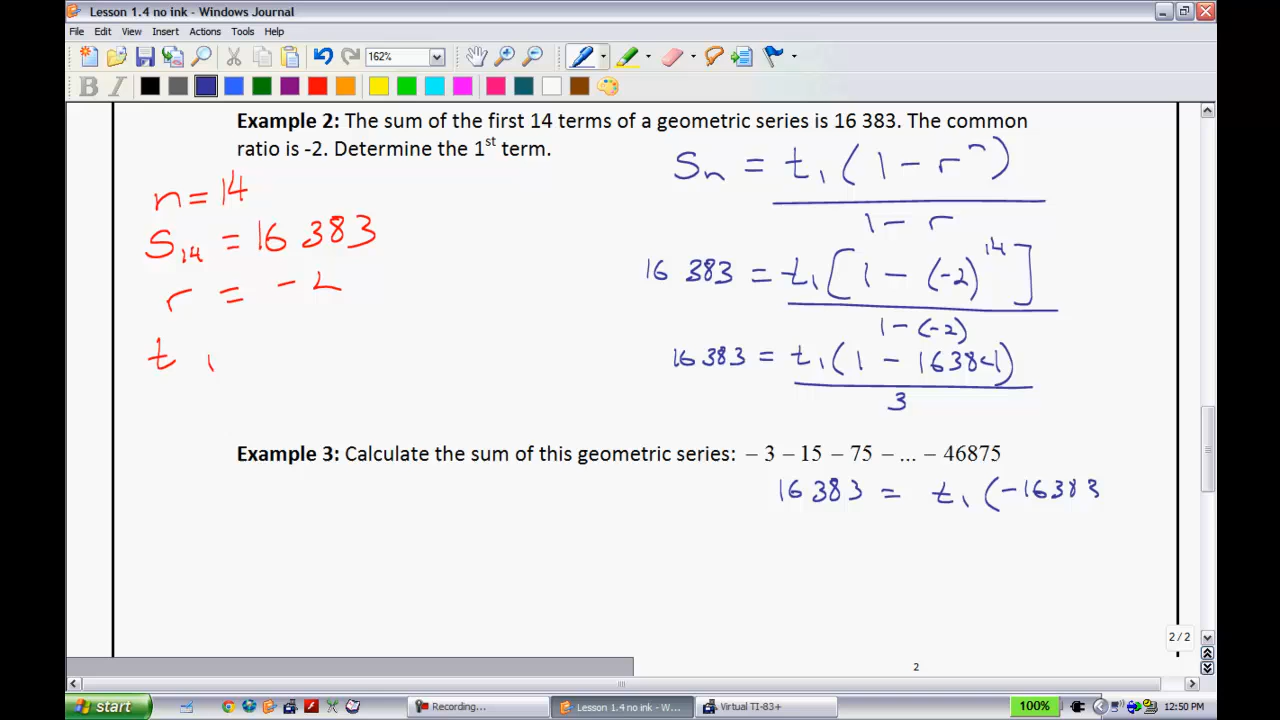 Lesson 1.4 no ink - Windows Journal
File Edit View Insert Actions Tools Help
162%
B I
Example 2: The sum of the first 14 terms of a geometric series is 16 383. The common
ratio is -2. Determine the 1st term.
n = 14
S14 = 16 383
r = -2
t1
Sn = t1(1 - r^n)
1 - r
16 383 = t1[1 - (-2)^14]
1 - (-2)
16383 = t1(1 - 16384)
3
Example 3: Calculate the sum of this geometric series: – 3 – 15 – 75 – ... – 46875
16383 = t1(-16383
2/2
2
start
Recording...
Lesson 1.4 no ink - W...
Virtual TI-83+
100%
12:50 PM